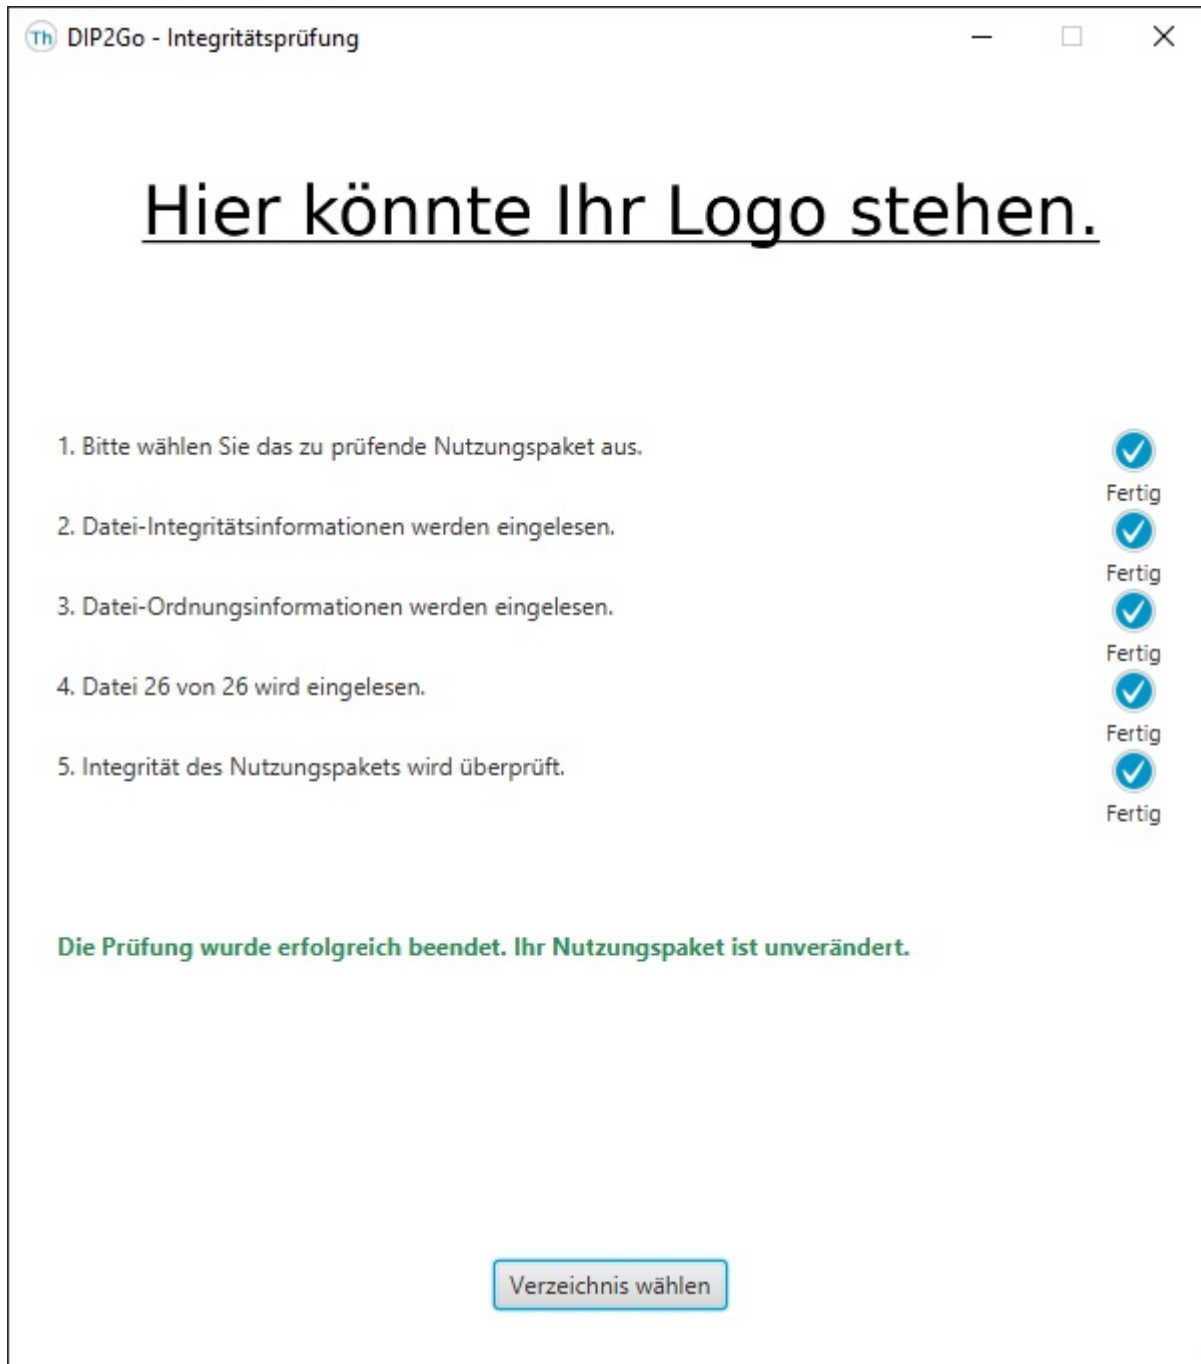 Th DIP2Go - Integritätsprüfung
Hier könnte Ihr Logo stehen.
1. Bitte wählen Sie das zu prüfende Nutzungspaket aus.
Fertig
2. Datei-Integritätsinformationen werden eingelesen.
Fertig
3. Datei-Ordnungsinformationen werden eingelesen.
Fertig
4. Datei 26 von 26 wird eingelesen.
Fertig
5. Integrität des Nutzungspakets wird überprüft.
Fertig
Die Prüfung wurde erfolgreich beendet. Ihr Nutzungspaket ist unverändert.
Verzeichnis wählen